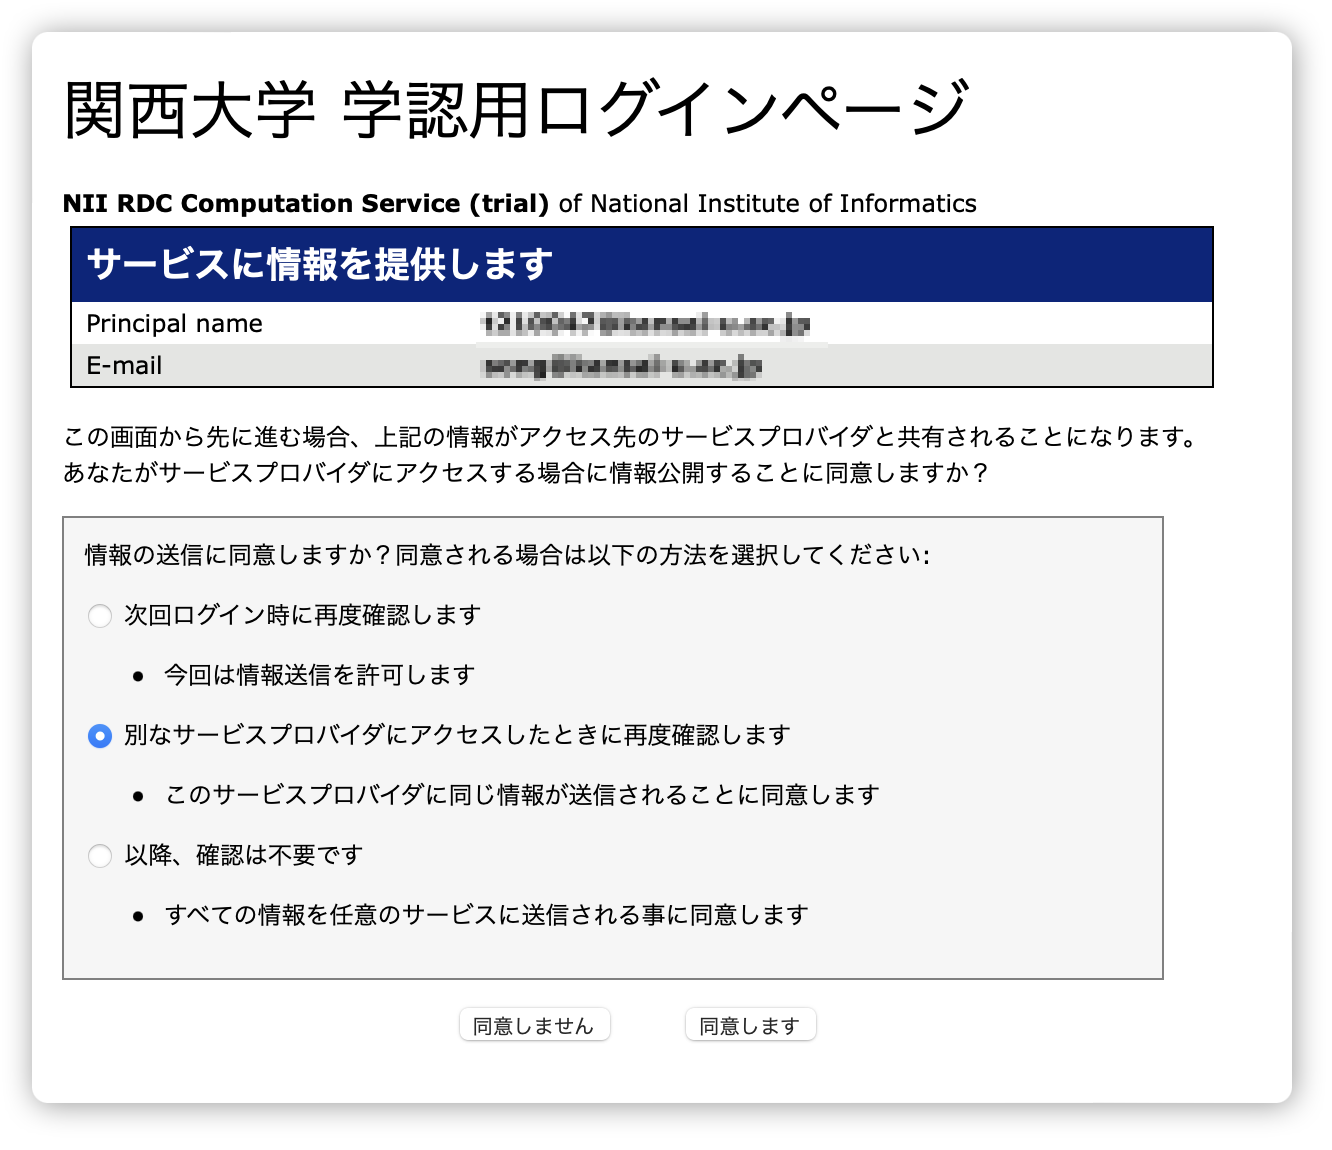 関西大学 学認用ログインページ
NII RDC Computation Service (trial) of National Institute of Informatics
サービスに情報を提供します
Principal name
E-mail
この画面から先に進む場合、上記の情報がアクセス先のサービスプロバイダと共有されることになります。
あなたがサービスプロバイダにアクセスする場合に情報公開することに同意しますか？
情報の送信に同意しますか？同意される場合は以下の方法を選択してください:
次回ログイン時に再度確認します
• 今回は情報送信を許可します
別なサービスプロバイダにアクセスしたときに再度確認します
• このサービスプロバイダに同じ情報が送信されることに同意します
以降、確認は不要です
• すべての情報を任意のサービスに送信される事に同意します
同意しません 同意します